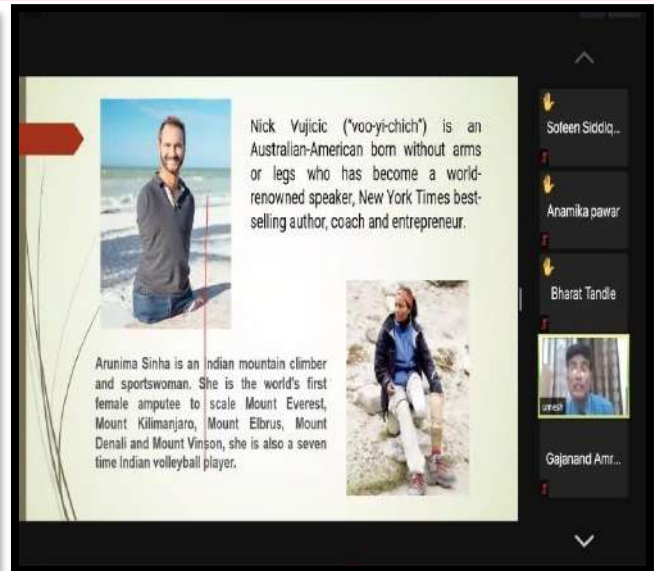 Nick Vujicic ("voo-yi-chich") is an
Australian-American born without arms
or legs who has become a world-
renowned speaker, New York Times best-
selling author, coach and entrepreneur.
Arunima Sinha is an Indian mountain climber
and sportswoman. She is the world's first
female amputee to scale Mount Everest,
Mount Kilimanjaro, Mount Elbrus, Mount
Denali and Mount Vinson, she is also a seven
time Indian volleyball player.
Sofeen Siddiq...
Anamika pawar
Bharat Tandle
umesh
Gajanand Amr...